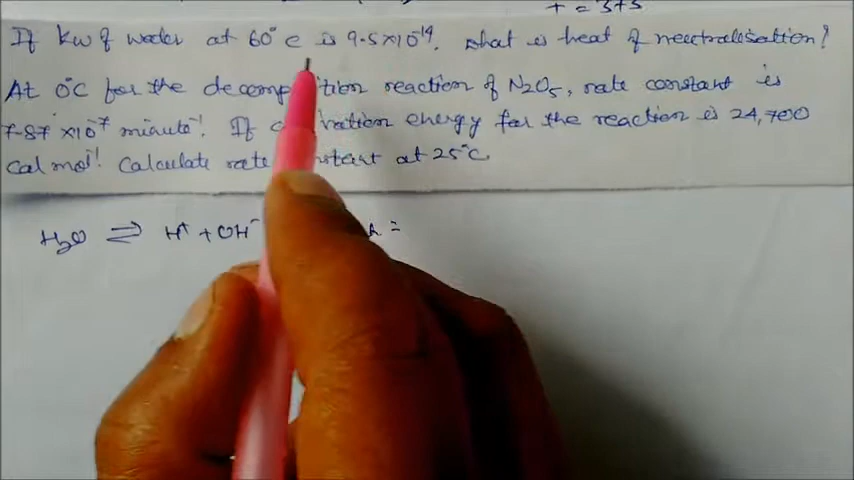 t = 373
If Kw of water at 60°C is 9.5×10⁻¹⁴. what is heat of neutralisation?
At 0°C for the decomp tion reaction of N₂O₅, rate constant is
7.87 ×10⁻⁷ minute⁻¹. If vation energy for the reaction is 24,700
Cal mol⁻¹. Calculate rate nstant at 25°C
H₂O ⇌ H⁺ + OH⁻ =